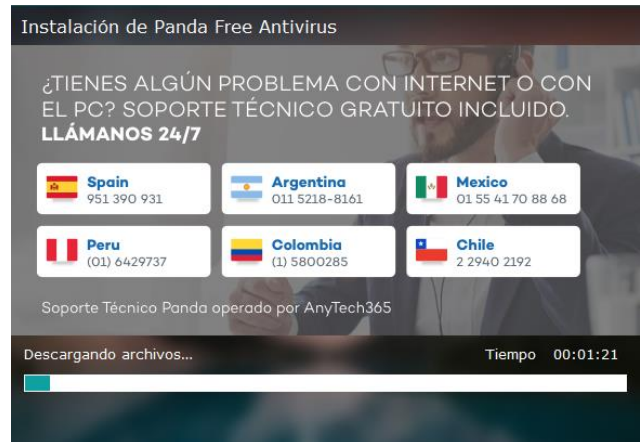 Instalación de Panda Free Antivirus
¿TIENES ALGÚN PROBLEMA CON INTERNET O CON
EL PC? SOPORTE TÉCNICO GRATUITO INCLUIDO.
LLÁMANOS 24/7
Spain
951 390 931
Argentina
011 5218-8161
Mexico
01 55 41 70 88 68
Peru
(01) 6429737
Colombia
(1) 5800285
Chile
2 2940 2192
Soporte Técnico Panda operado por AnyTech365
Descargando archivos...
Tiempo 00:01:21